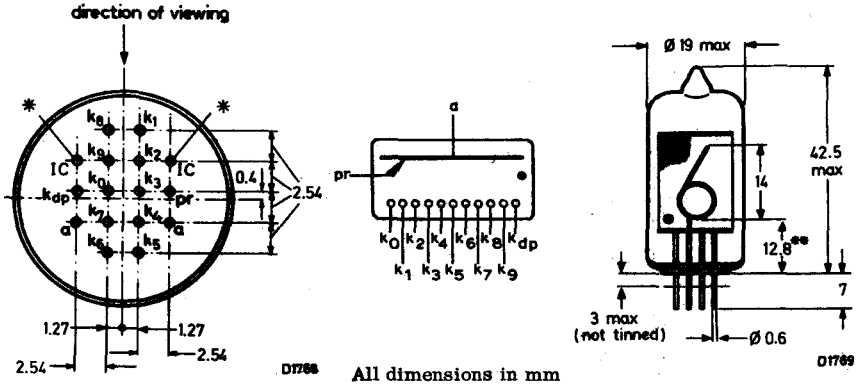 direction of viewing
*
*
k8 k1
k9 k2
IC IC
k0 k3
kdp pr
k7 k4
a a
k6 k5
0.4
2.54
1.27 1.27
2.54 2.54
D1768
a
pr
k0 k2 k4 k6 k8 kdp
k1 k3 k5 k7 k9
All dimensions in mm
Ø 19 max
14
42.5
max
12.8**
7
3 max
(not tinned)
Ø 0.6
D1769